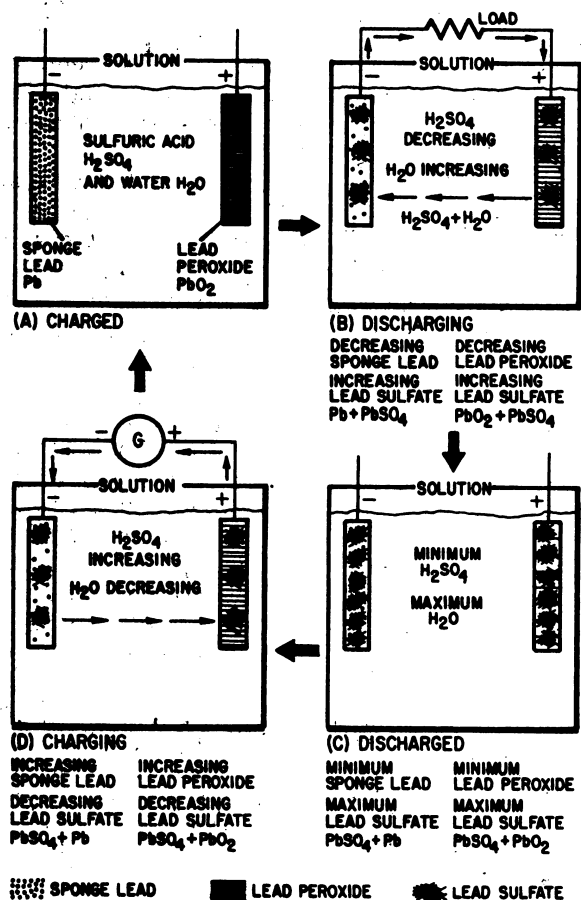 SOLUTION
− +
SULFURIC ACID
H₂SO₄
AND WATER H₂O
SPONGE
LEAD
Pb
LEAD
PEROXIDE
PbO₂
(A) CHARGED
LOAD
SOLUTION
− +
H₂SO₄
DECREASING
H₂O INCREASING
H₂SO₄+H₂O
(B) DISCHARGING
DECREASING
SPONGE LEAD
INCREASING
LEAD SULFATE
Pb+PbSO₄
DECREASING
LEAD PEROXIDE
INCREASING
LEAD SULFATE
PbO₂+PbSO₄
SOLUTION
− +
MINIMUM
H₂SO₄
MAXIMUM
H₂O
(C) DISCHARGED
MINIMUM
SPONGE LEAD
MAXIMUM
LEAD SULFATE
PbSO₄+Pb
MINIMUM
LEAD PEROXIDE
MAXIMUM
LEAD SULFATE
PbSO₄+PbO₂
− G +
SOLUTION
− +
H₂SO₄
INCREASING
H₂O DECREASING
(D) CHARGING
INCREASING
SPONGE LEAD
DECREASING
LEAD SULFATE
PbSO₄+Pb
INCREASING
LEAD PEROXIDE
DECREASING
LEAD SULFATE
PbSO₄+PbO₂
SPONGE LEAD
LEAD PEROXIDE
LEAD SULFATE